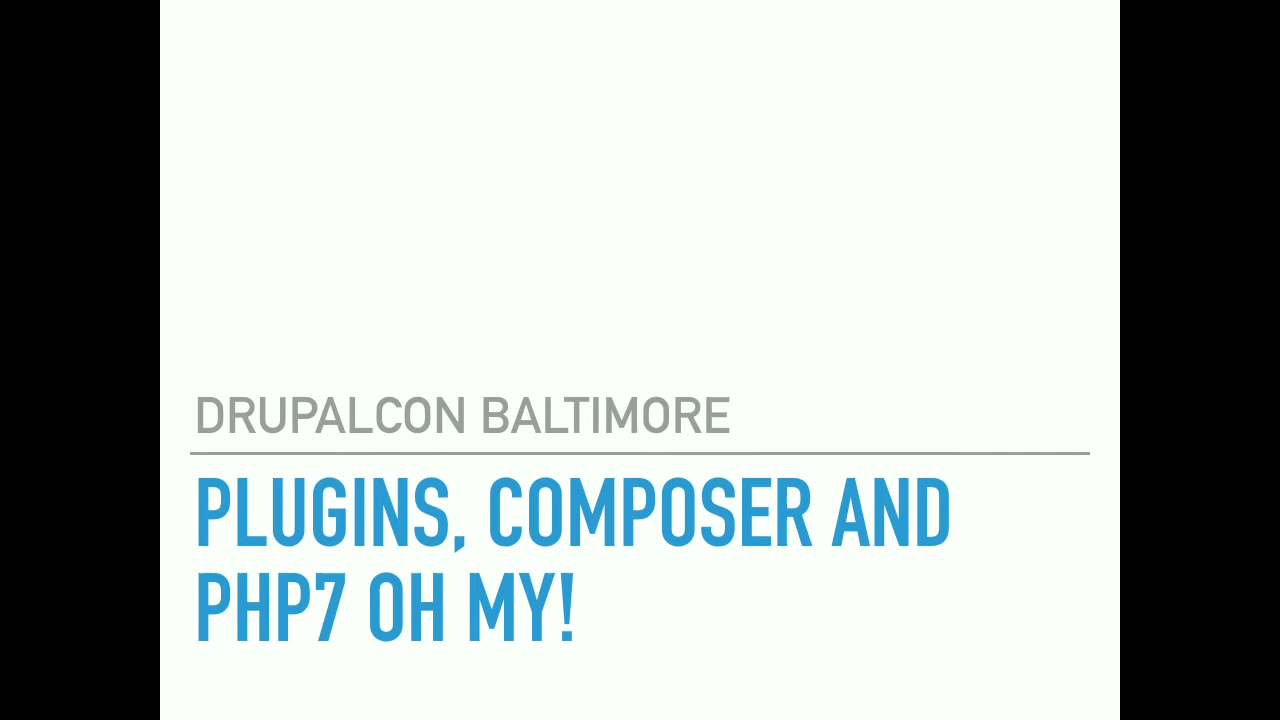 DRUPALCON BALTIMORE
PLUGINS, COMPOSER AND
PHP7 OH MY!